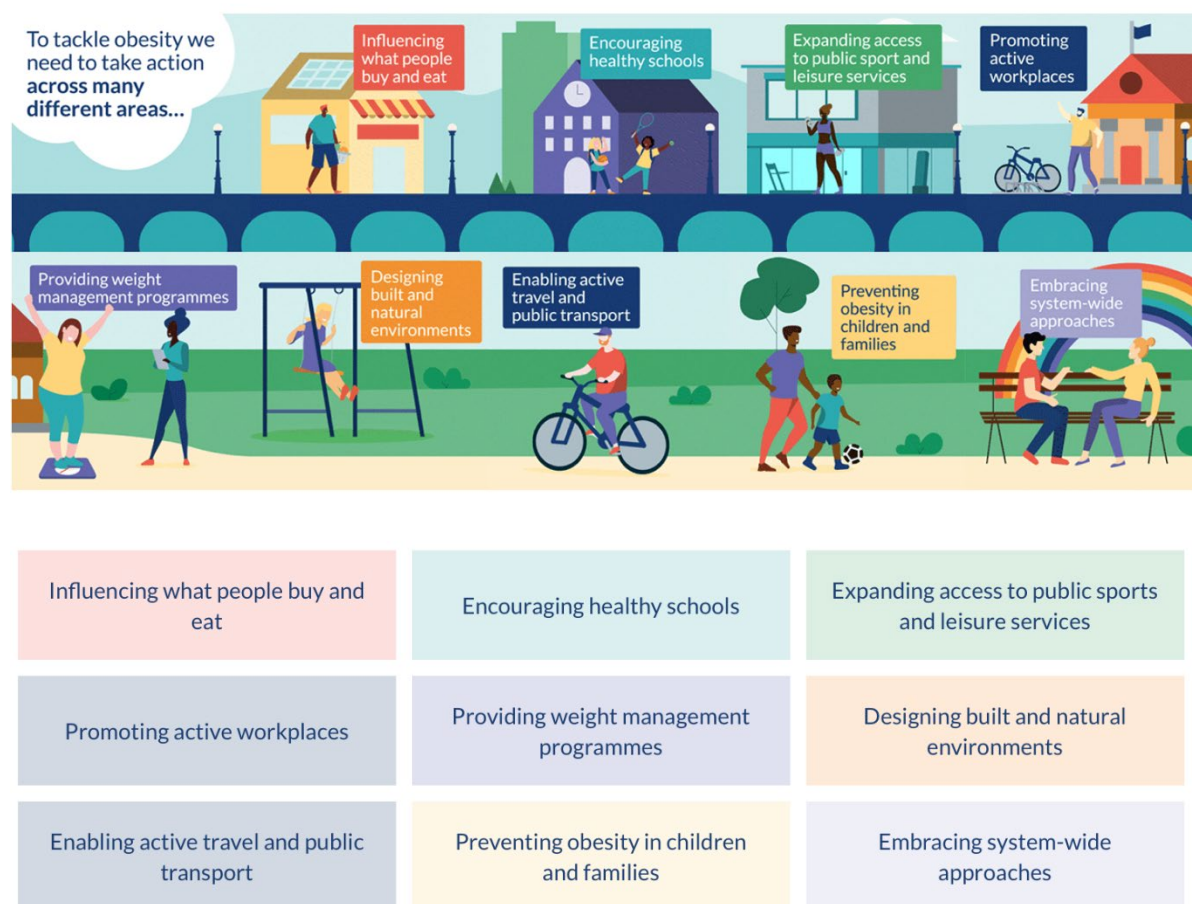 To tackle obesity we
need to take action
across many
different areas...
Influencing
what people
buy and eat
Encouraging
healthy schools
Expanding access
to public sport and
leisure services
Promoting
active
workplaces
Providing weight
management programmes
Designing
built and
natural
environments
Enabling active
travel and
public transport
Preventing
obesity in
children and
families
Embracing
system-wide
approaches
Influencing what people buy and
eat
Encouraging healthy schools
Expanding access to public sports
and leisure services
Promoting active workplaces
Providing weight management
programmes
Designing built and natural
environments
Enabling active travel and public
transport
Preventing obesity in children
and families
Embracing system-wide
approaches